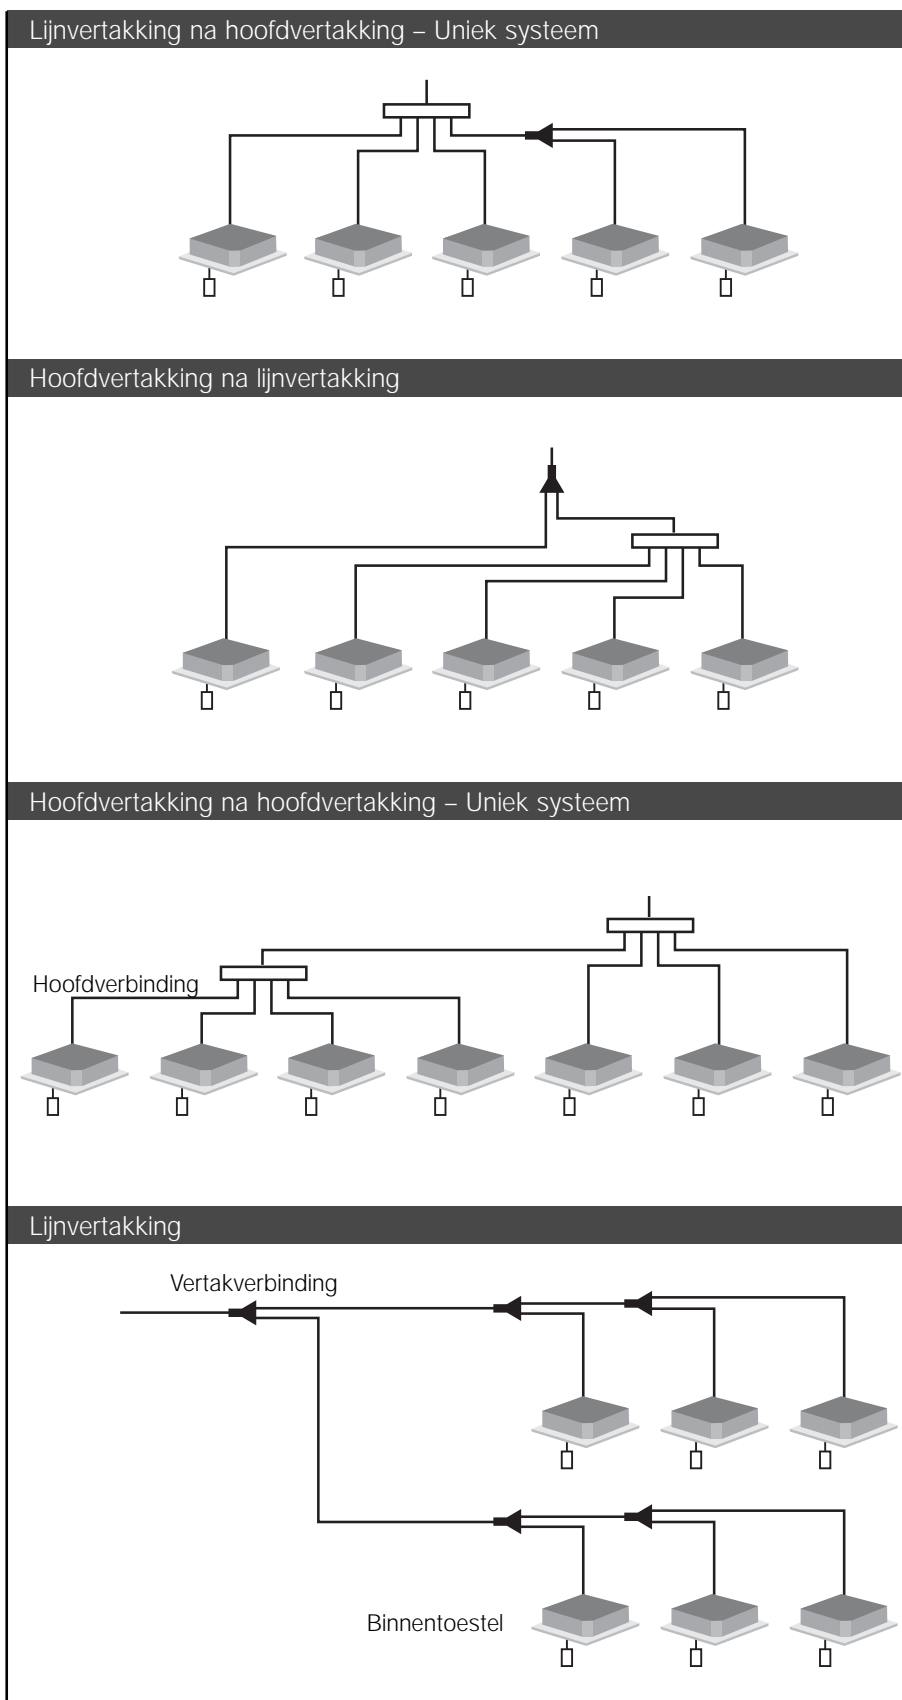 Lijnvertakking na hoofdvertakking – Uniek systeem
Hoofdvertakking na lijnvertakking
Hoofdvertakking na hoofdvertakking – Uniek systeem
Hoofdverbinding
Lijnvertakking
Vertakverbinding
Binnentoestel